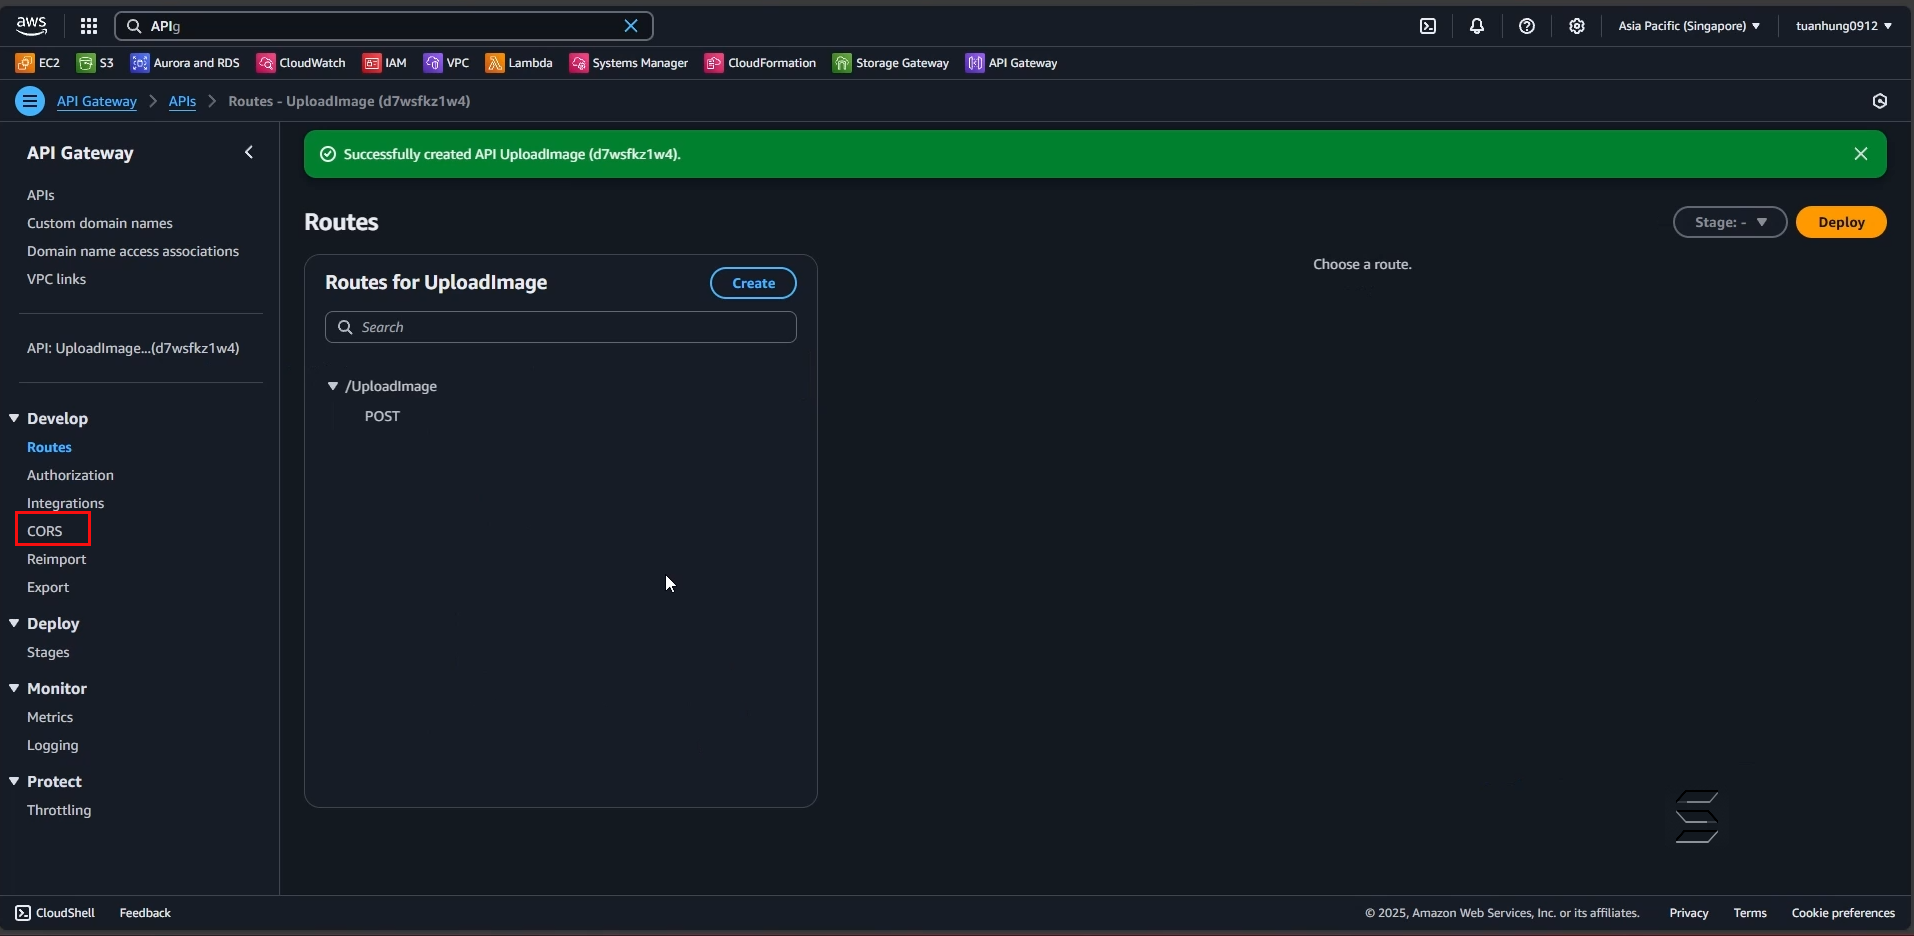 aws
APIg
Asia Pacific (Singapore)
tuanhung0912
EC2 S3 Aurora and RDS CloudWatch IAM VPC Lambda Systems Manager CloudFormation Storage Gateway API Gateway
API Gateway APIs Routes - UploadImage (d7wsfkz1w4)
API Gateway
APIs
Custom domain names
Domain name access associations
VPC links
API: UploadImage...(d7wsfkz1w4)
Develop
Routes
Authorization
Integrations
CORS
Reimport
Export
Deploy
Stages
Monitor
Metrics
Logging
Protect
Throttling
Successfully created API UploadImage (d7wsfkz1w4).
Routes
Stage: -
Deploy
Routes for UploadImage
Create
Search
/UploadImage
POST
Choose a route.
CloudShell Feedback
© 2025, Amazon Web Services, Inc. or its affiliates. Privacy Terms Cookie preferences